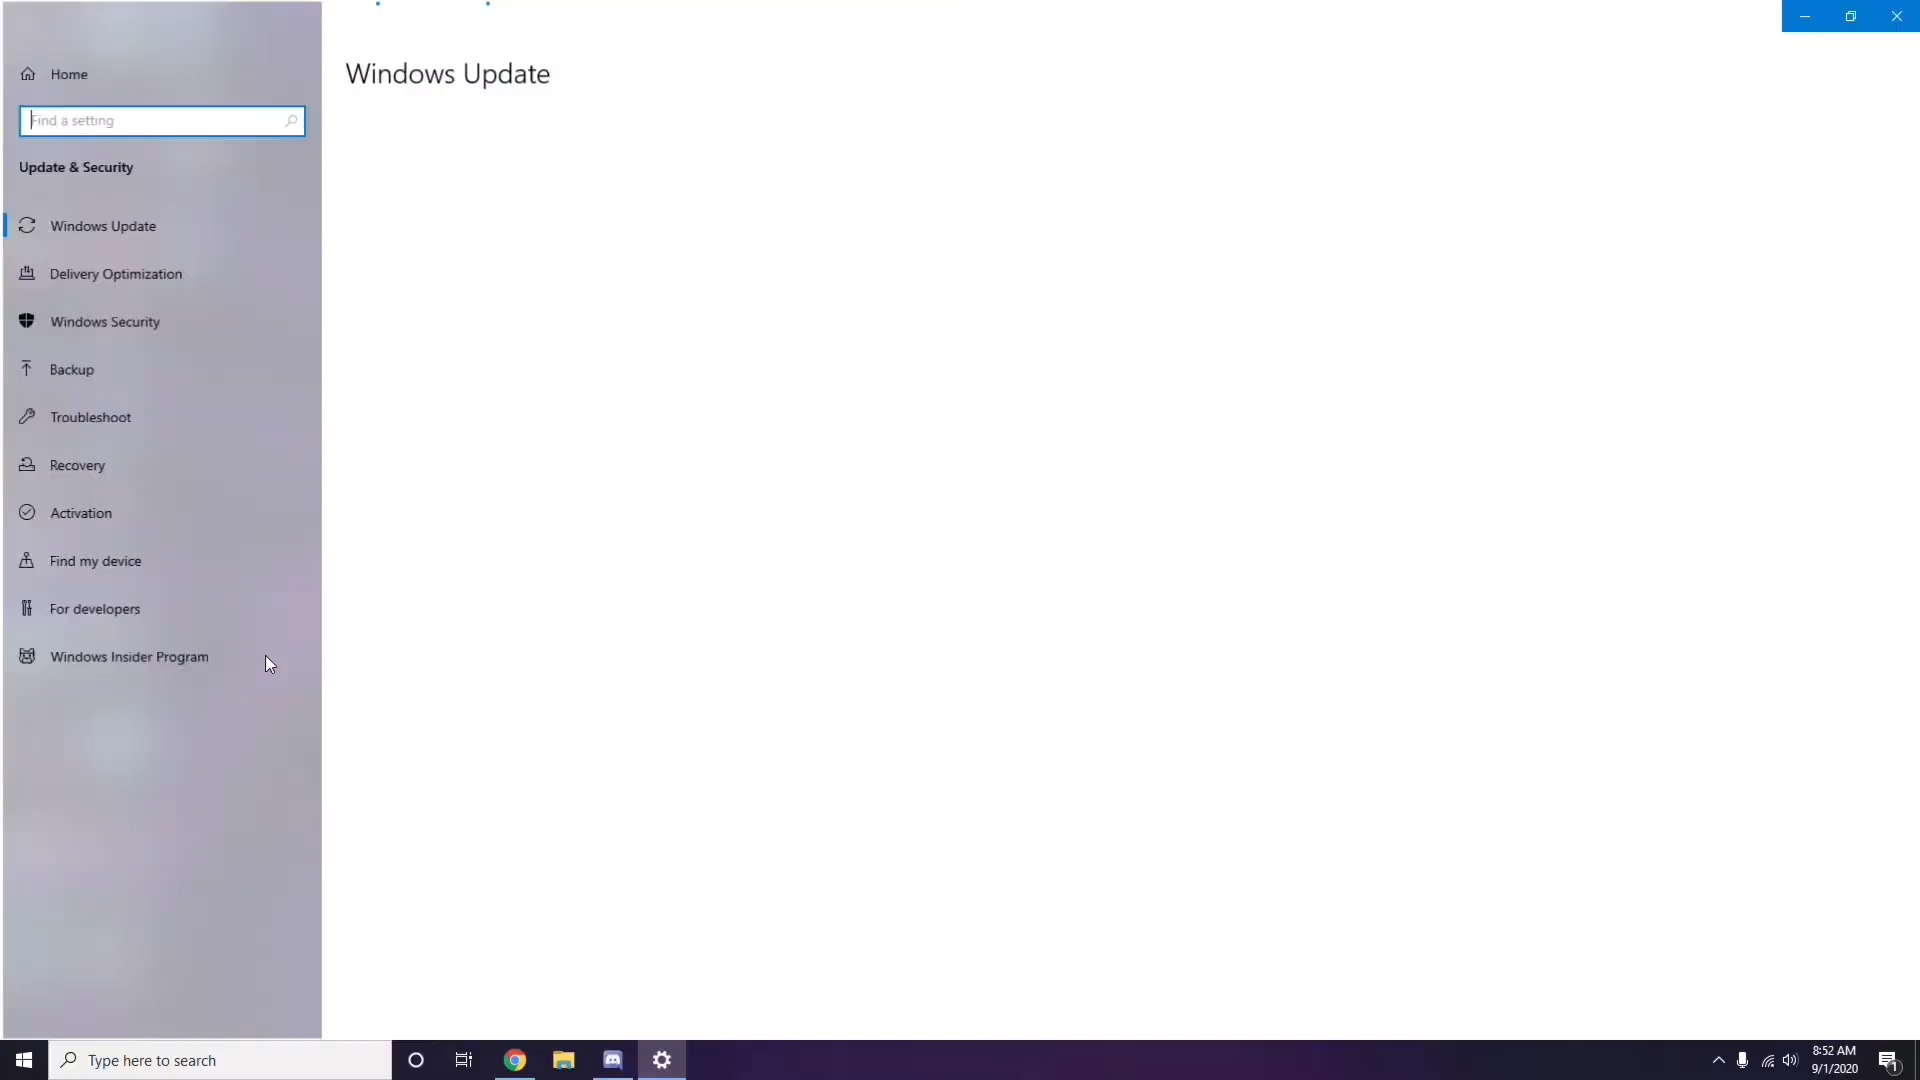 Home
Windows Update
Find a setting
Update & Security
Windows Update
Delivery Optimization
Windows Security
Backup
Troubleshoot
Recovery
Activation
Find my device
For developers
Windows Insider Program
Type here to search
8:52 AM
9/1/2020
1